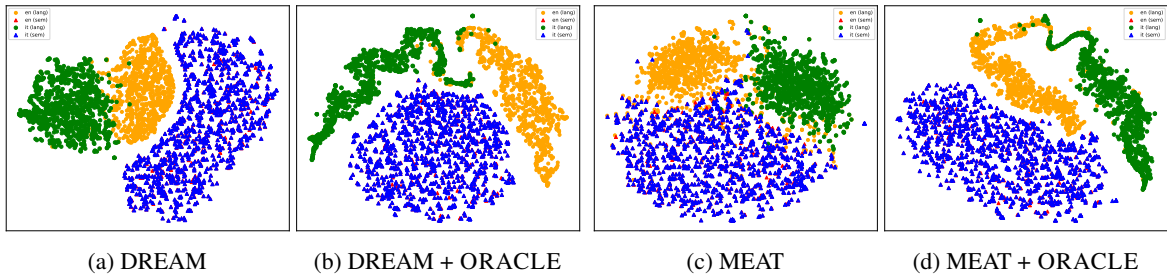 en (lang)
en (sem)
it (lang)
it (sem)
en (lang)
en (sem)
it (lang)
it (sem)
en (lang)
en (sem)
it (lang)
it (sem)
en (lang)
en (sem)
it (lang)
it (sem)
(a) DREAM
(b) DREAM + ORACLE
(c) MEAT
(d) MEAT + ORACLE